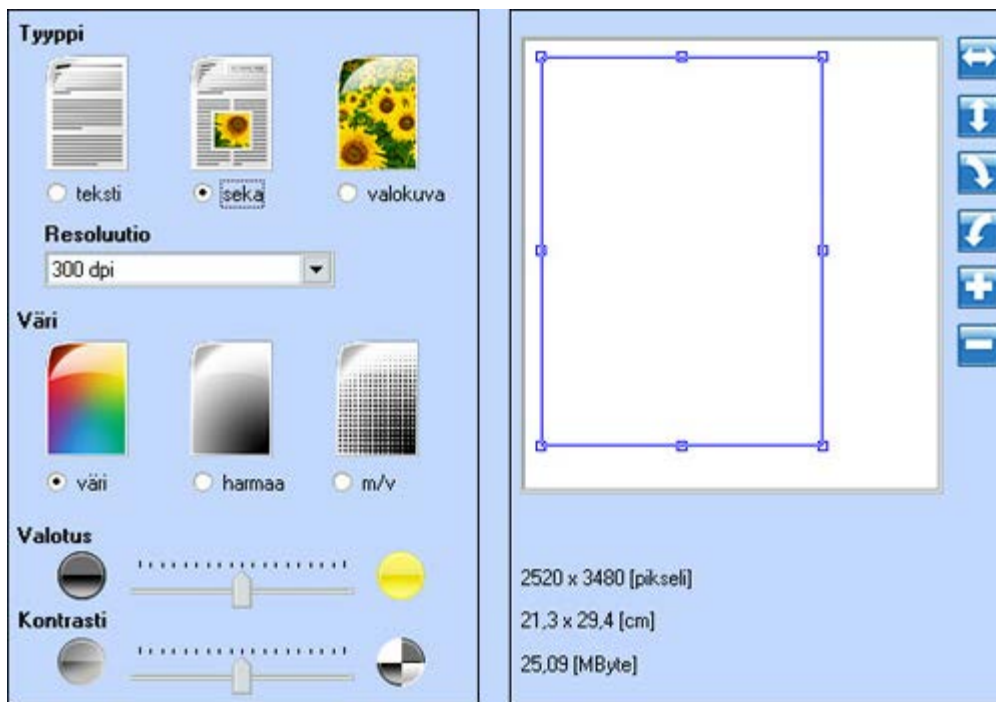 Tyyppi
teksti
seka
valokuva
Resoluutio
300 dpi
Väri
väri
harmaa
m/v
Valotus
Kontrasti
2520 x 3480 [pikseli]
21,3 x 29,4 [cm]
25,09 [MByte]